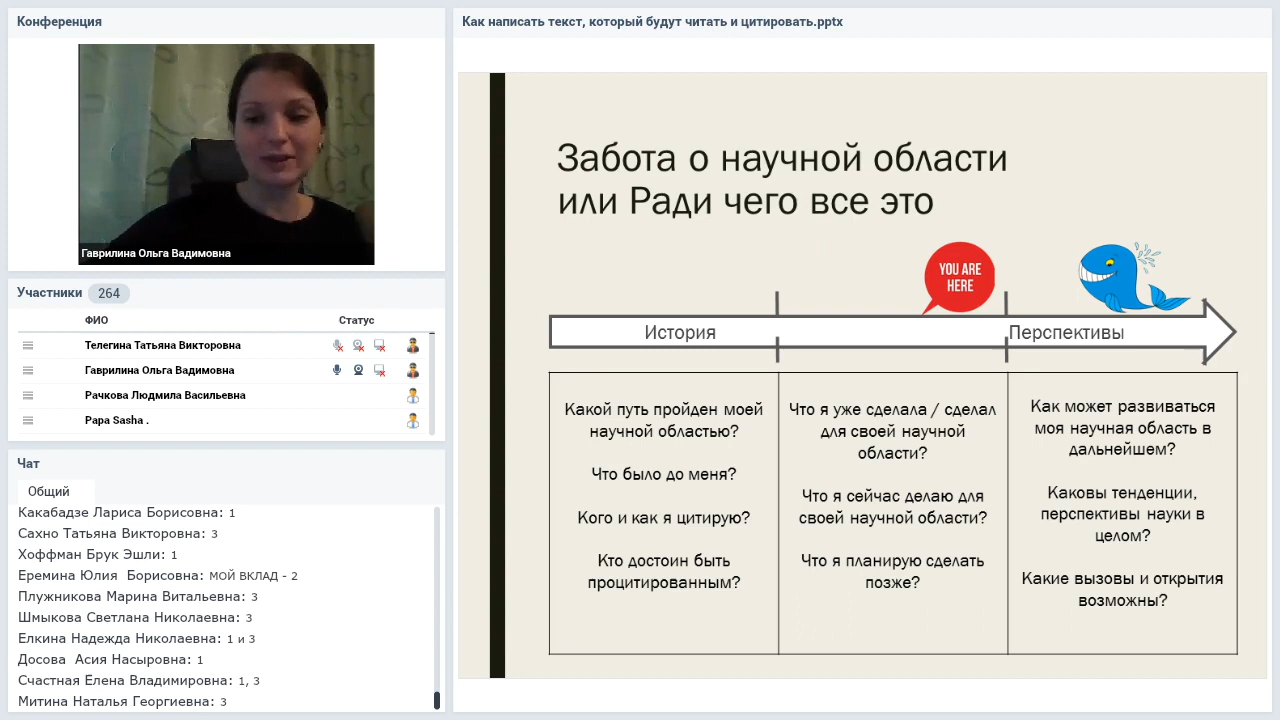 Конференция
Гаврилина Ольга Вадимовна
Участники 264
ФИО Статус
Телегина Татьяна Викторовна
Гаврилина Ольга Вадимовна
Рачкова Людмила Васильевна
Papa Sasha .
Чат
Общий
Какабадзе Лариса Борисовна: 1
Сахно Татьяна Викторовна: 3
Хоффман Брук Эшли: 1
Еремина Юлия Борисовна: МОЙ ВКЛАД - 2
Плужникова Марина Витальевна: 3
Шмыкова Светлана Николаевна: 3
Елкина Надежда Николаевна: 1 и 3
Досова Асия Насыровна: 1
Счастная Елена Владимировна: 1, 3
Митина Наталья Георгиевна: 3
Как написать текст, который будут читать и цитировать.pptx
Забота о научной области
или Ради чего все это
YOU ARE
HERE
История
Перспективы
Какой путь пройден моей
научной областью?
Что было до меня?
Кого и как я цитирую?
Кто достоин быть
процитированным?
Что я уже сделала / сделал
для своей научной
области?
Что я сейчас делаю для
своей научной области?
Что я планирую сделать
позже?
Как может развиваться
моя научная область в
дальнейшем?
Каковы тенденции,
перспективы науки в
целом?
Какие вызовы и открытия
возможны?